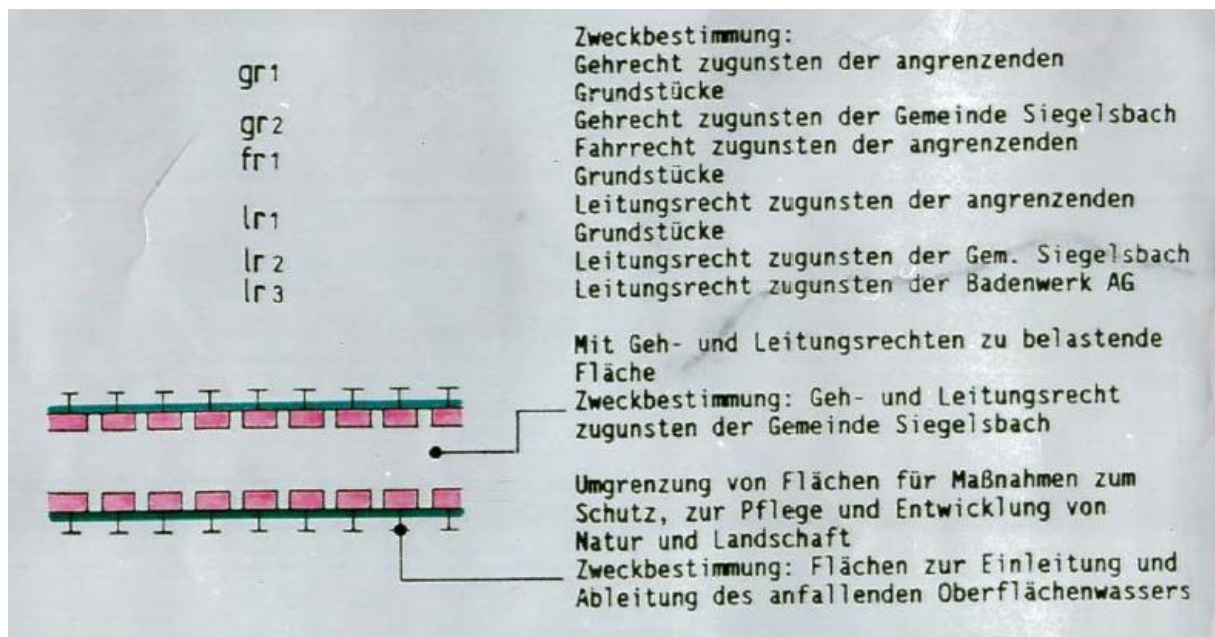 Zweckbestimmung:
gr1 Gehrecht zugunsten der angrenzenden
Grundstücke
gr2 Gehrecht zugunsten der Gemeinde Siegelsbach
fr1 Fahrrecht zugunsten der angrenzenden
Grundstücke
lr1 Leitungsrecht zugunsten der angrenzenden
Grundstücke
lr2 Leitungsrecht zugunsten der Gem. Siegelsbach
lr3 Leitungsrecht zugunsten der Badenwerk AG
Mit Geh- und Leitungsrechten zu belastende
Fläche
Zweckbestimmung: Geh- und Leitungsrecht
zugunsten der Gemeinde Siegelsbach
Umgrenzung von Flächen für Maßnahmen zum
Schutz, zur Pflege und Entwicklung von
Natur und Landschaft
Zweckbestimmung: Flächen zur Einleitung und
Ableitung des anfallenden Oberflächenwassers